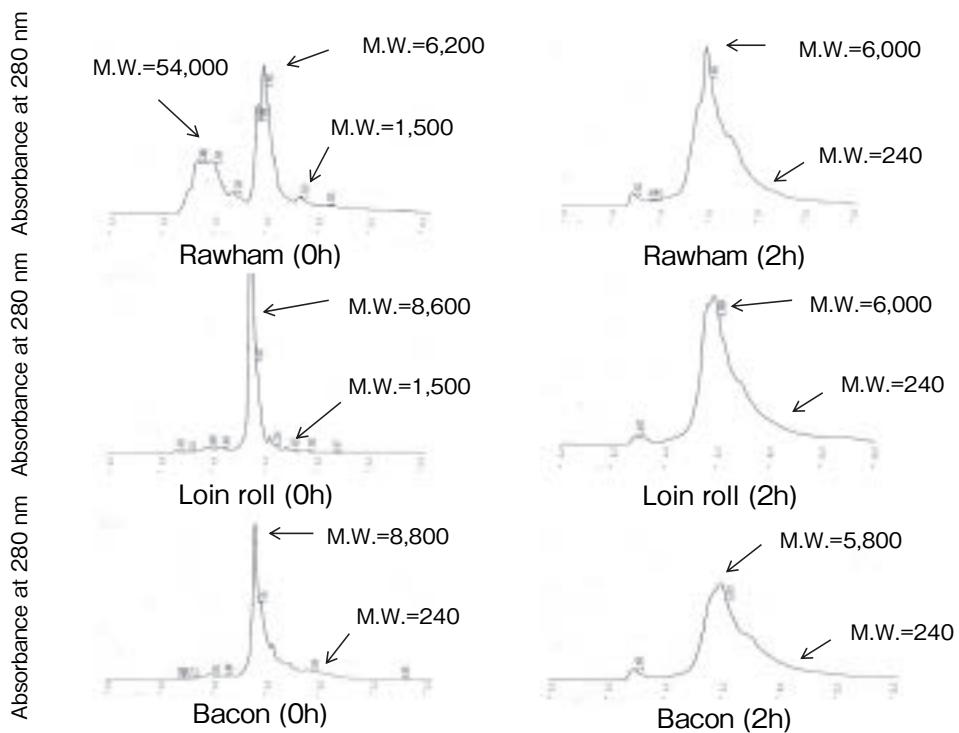 Absorbance at 280 nm
M.W.=54,000
M.W.=6,200
M.W.=1,500
Rawham (0h)
M.W.=6,000
M.W.=240
Rawham (2h)
Absorbance at 280 nm
M.W.=8,600
M.W.=1,500
Loin roll (0h)
M.W.=6,000
M.W.=240
Loin roll (2h)
Absorbance at 280 nm
M.W.=8,800
M.W.=240
Bacon (0h)
M.W.=5,800
M.W.=240
Bacon (2h)